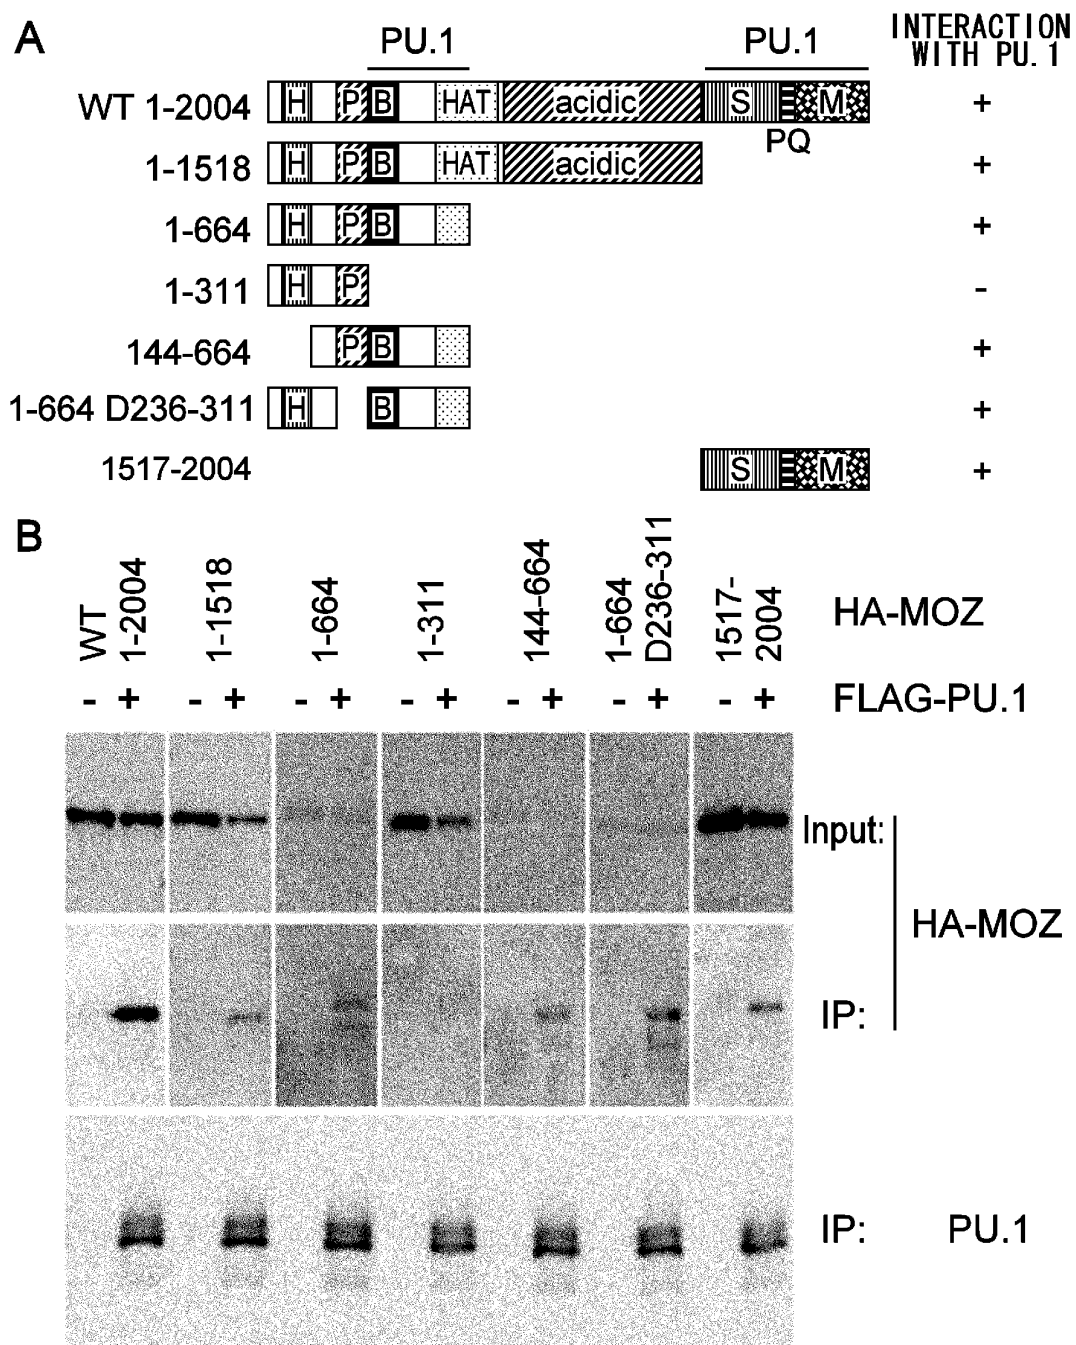 A
PU.1 PU.1 INTERACTION WITH PU.1
WT 1-2004 H P B HAT acidic S M +
PQ
1-1518 H P B HAT acidic +
1-664 H P B +
1-311 H P -
144-664 P B +
1-664 D236-311 H B +
1517-2004 S M +
B
WT 1-2004 1-1518 1-664 1-311 144-664 1-664 D236-311 1517-2004 HA-MOZ
- + - + - + - + - + - + - + FLAG-PU.1
Input:
HA-MOZ
IP:
IP: PU.1